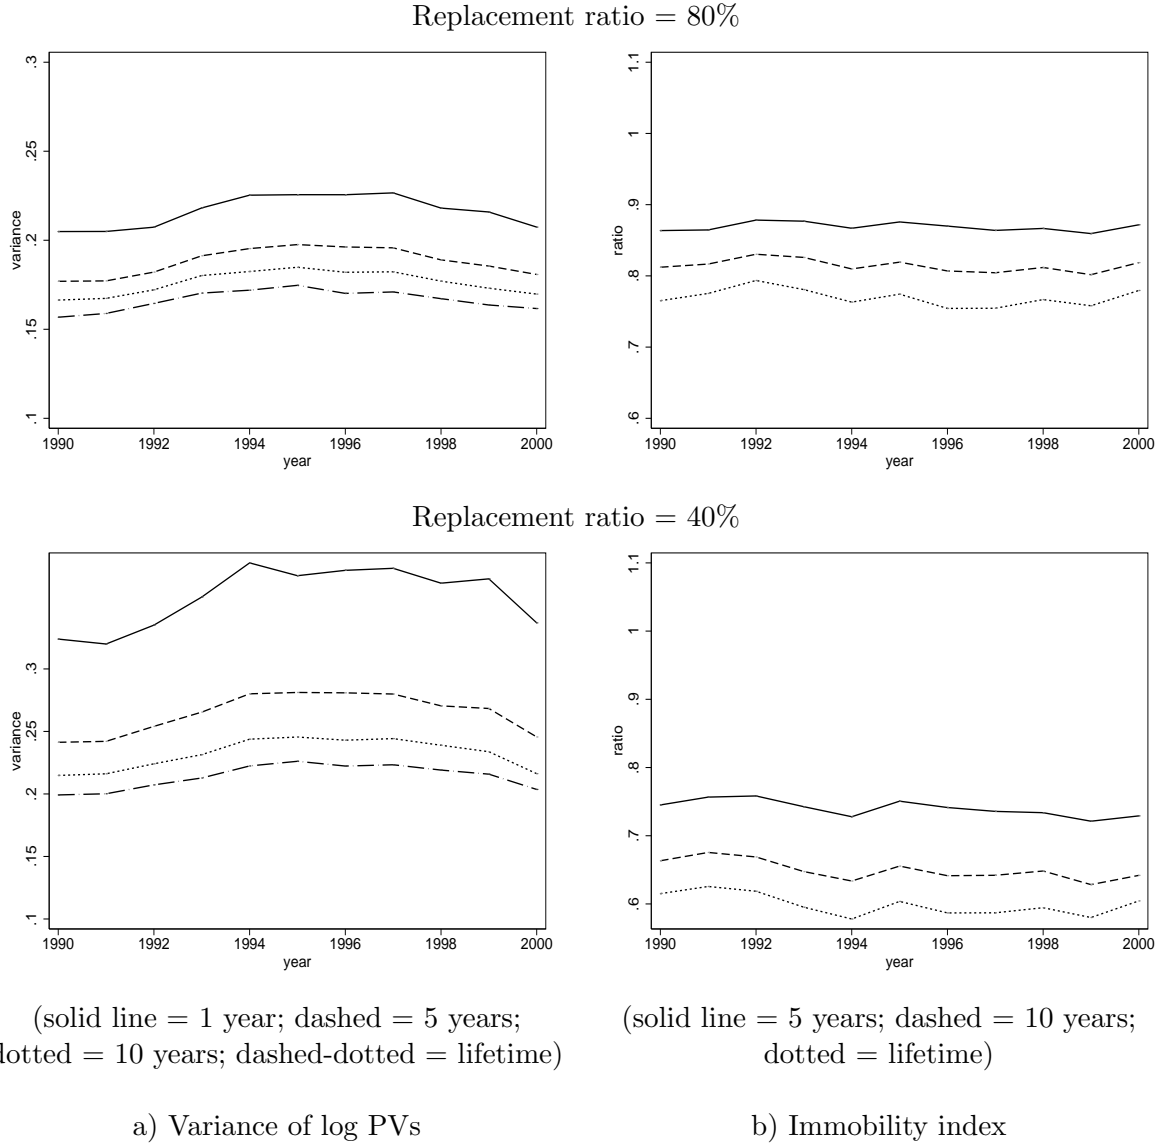 Replacement ratio = 80%
.3
.25
.2
.15
.1
variance
1990 1992 1994 1996 1998 2000
year
1.1
1
.9
.8
.7
.6
ratio
1990 1992 1994 1996 1998 2000
year
Replacement ratio = 40%
.3
.25
.2
.15
.1
variance
1990 1992 1994 1996 1998 2000
year
1.1
1
.9
.8
.7
.6
ratio
1990 1992 1994 1996 1998 2000
year
(solid line = 1 year; dashed = 5 years;
dotted = 10 years; dashed-dotted = lifetime)
(solid line = 5 years; dashed = 10 years;
dotted = lifetime)
a) Variance of log PVs
b) Immobility index